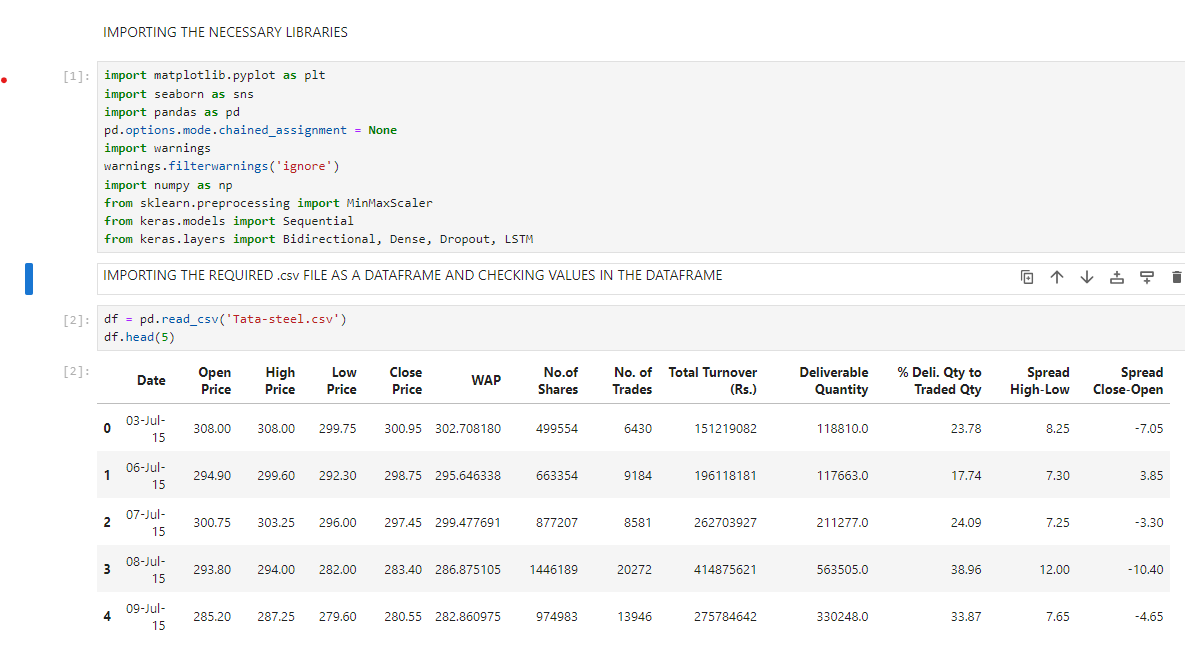 IMPORTING THE NECESSARY LIBRARIES
[1]:
import matplotlib.pyplot as plt
import seaborn as sns
import pandas as pd
pd.options.mode.chained_assignment = None
import warnings
warnings.filterwarnings('ignore')
import numpy as np
from sklearn.preprocessing import MinMaxScaler
from keras.models import Sequential
from keras.layers import Bidirectional, Dense, Dropout, LSTM
IMPORTING THE REQUIRED .csv FILE AS A DATAFRAME AND CHECKING VALUES IN THE DATAFRAME
[2]:
df = pd.read_csv('Tata-steel.csv')
df.head(5)
[2]:
Date Open Price High Price Low Price Close Price WAP No.of Shares No. of Trades Total Turnover (Rs.) Deliverable Quantity % Deli. Qty to Traded Qty Spread High-Low Spread Close-Open
0 03-Jul-15 308.00 308.00 299.75 300.95 302.708180 499554 6430 151219082 118810.0 23.78 8.25 -7.05
1 06-Jul-15 294.90 299.60 292.30 298.75 295.646338 663354 9184 196118181 117663.0 17.74 7.30 3.85
2 07-Jul-15 300.75 303.25 296.00 297.45 299.477691 877207 8581 262703927 211277.0 24.09 7.25 -3.30
3 08-Jul-15 293.80 294.00 282.00 283.40 286.875105 1446189 20272 414875621 563505.0 38.96 12.00 -10.40
4 09-Jul-15 285.20 287.25 279.60 280.55 282.860975 974983 13946 275784642 330248.0 33.87 7.65 -4.65